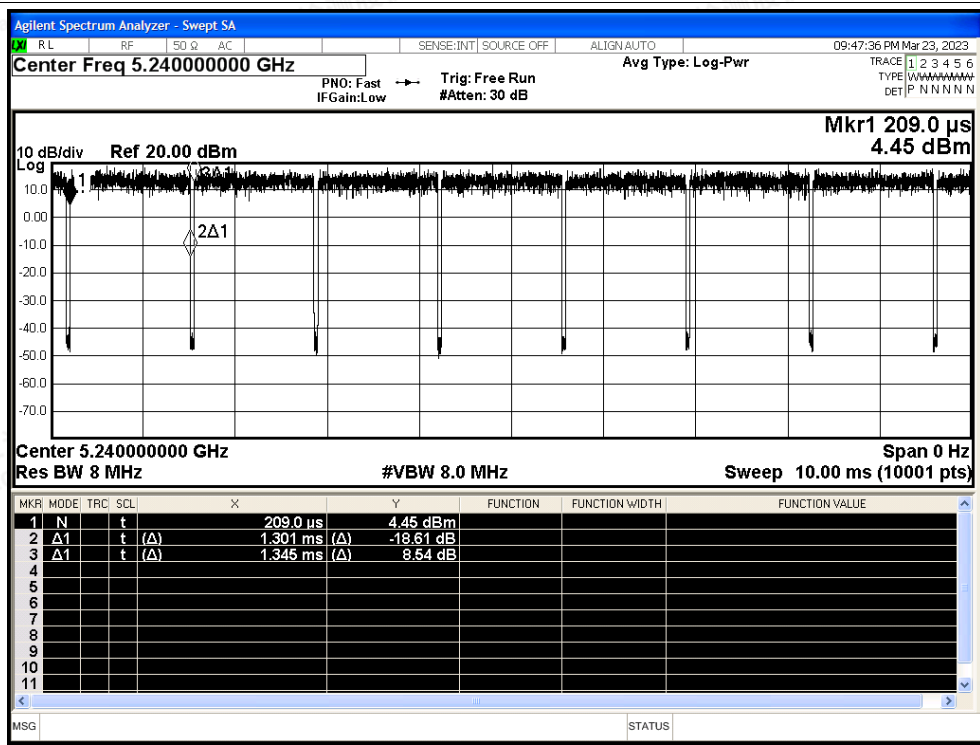 Agilent Spectrum Analyzer - Swept SA
LXI RL RF 50 Ω AC SENSE:INT SOURCE OFF ALIGN AUTO 09:47:36 PM Mar 23, 2023
Center Freq 5.240000000 GHz
PNO: Fast
IFGain:Low
Trig: Free Run
#Atten: 30 dB
Avg Type: Log-Pwr
TRACE 1 2 3 4 5 6
TYPE WWWWWW
DET P N N N N N
Mkr1 209.0 µs
4.45 dBm
10 dB/div Ref 20.00 dBm
Log
1
3Δ1
10.0
0.00
2Δ1
-10.0
-20.0
-30.0
-40.0
-50.0
-60.0
-70.0
Center 5.240000000 GHz Span 0 Hz
Res BW 8 MHz #VBW 8.0 MHz Sweep 10.00 ms (10001 pts)
MKR MODE TRC SCL X Y FUNCTION FUNCTION WIDTH FUNCTION VALUE
1 N t 209.0 µs 4.45 dBm
2 Δ1 t (Δ) 1.301 ms (Δ) -18.61 dB
3 Δ1 t (Δ) 1.345 ms (Δ) 8.54 dB
4
5
6
7
8
9
10
11
MSG STATUS